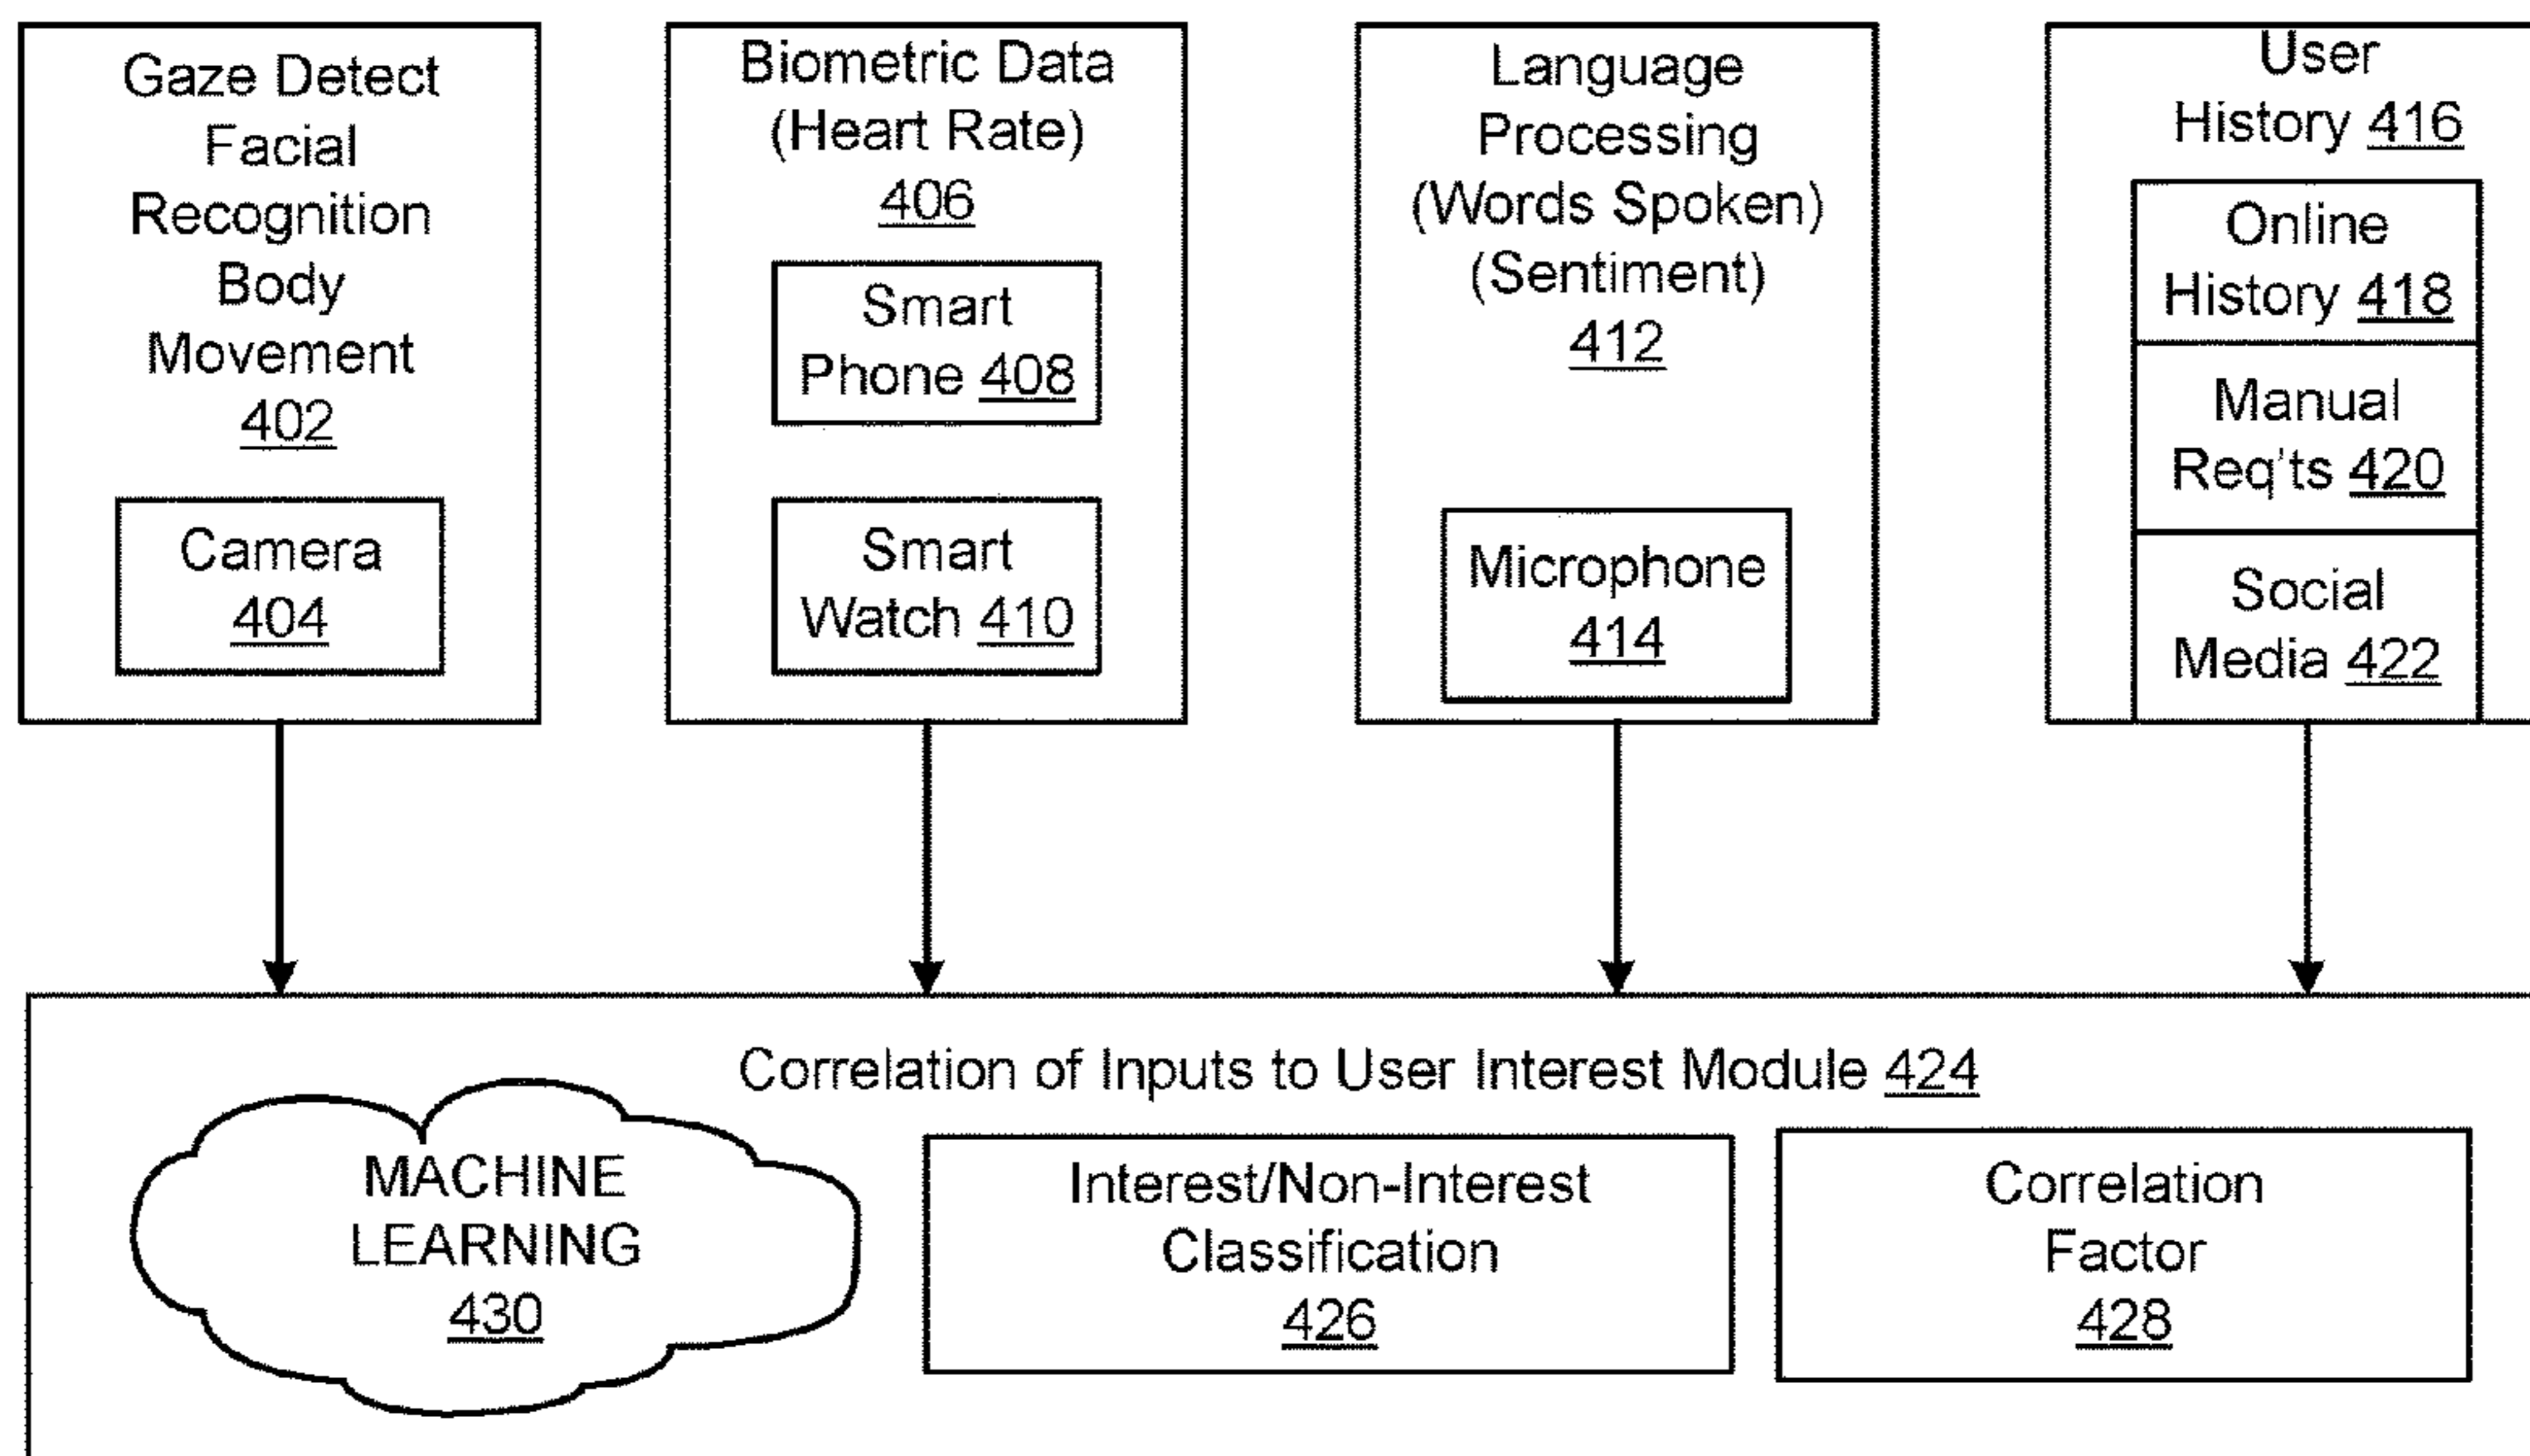 Gaze Detect
Facial
Recognition
Body
Movement
402
Camera
404
Biometric Data
(Heart Rate)
406
Smart
Phone 408
Smart
Watch 410
Language
Processing
(Words Spoken)
(Sentiment)
412
Microphone
414
User
History 416
Online
History 418
Manual
Req'ts 420
Social
Media 422
Correlation of Inputs to User Interest Module 424
MACHINE
LEARNING
430
Interest/Non-Interest
Classification
426
Correlation
Factor
428